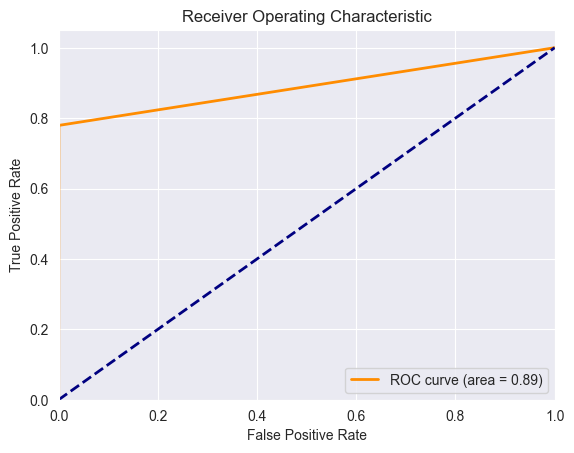 Receiver Operating Characteristic
True Positive Rate
1.0
0.8
0.6
0.4
0.2
0.0
ROC curve (area = 0.89)
0.0 0.2 0.4 0.6 0.8 1.0
False Positive Rate